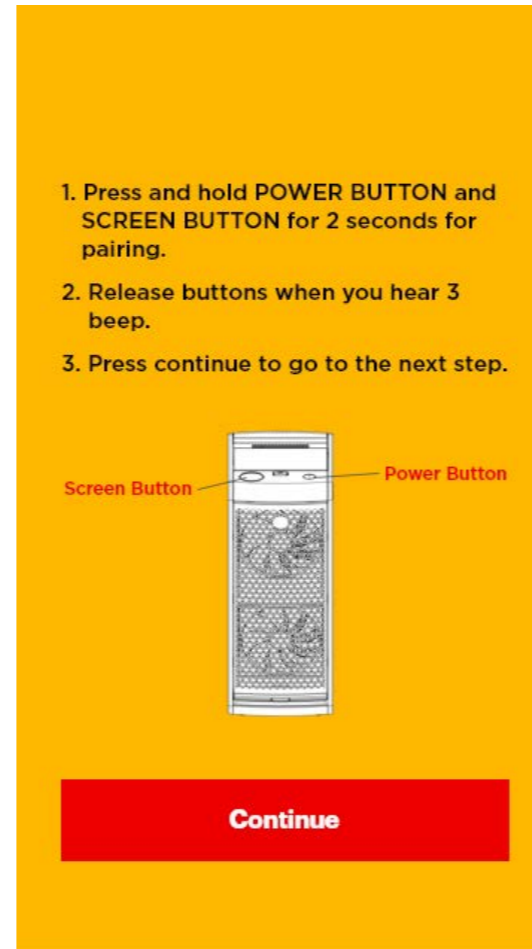 1. Press and hold POWER BUTTON and
SCREEN BUTTON for 2 seconds for
pairing.
2. Release buttons when you hear 3
beep.
3. Press continue to go to the next step.
Screen Button
Power Button
Continue